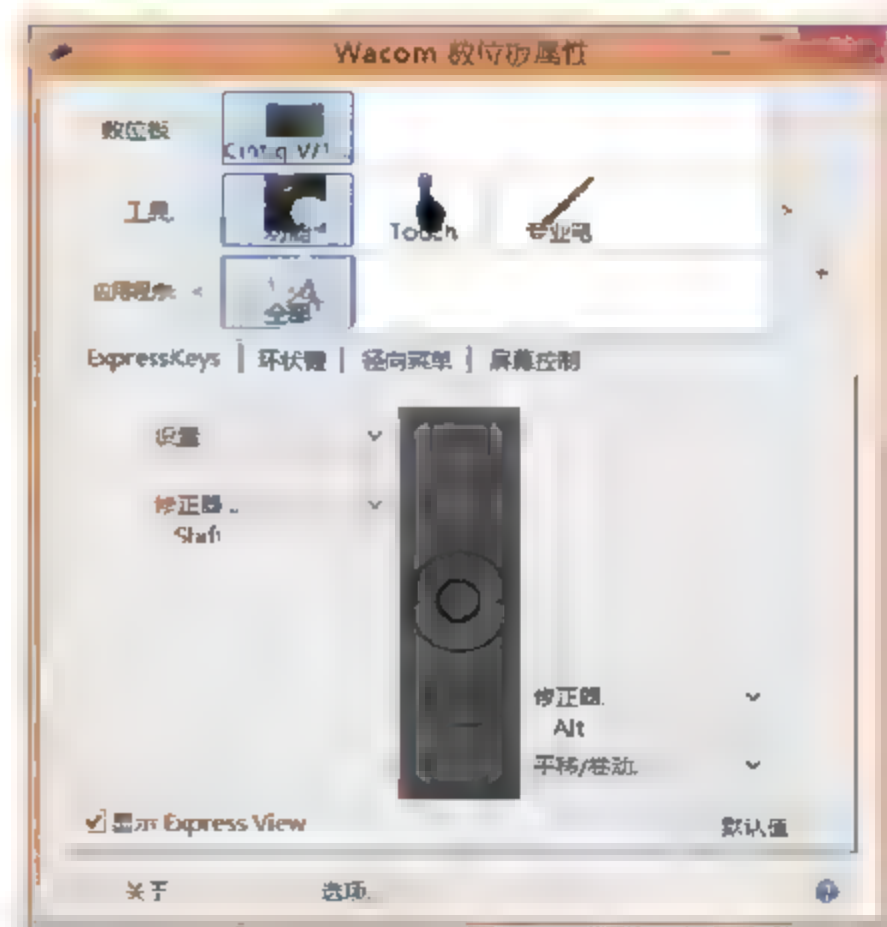 Wacom 数位板属性
数位板
工具
Touch
专业笔
应用程序
全部
ExpressKeys
环状键
径向菜单
屏幕控制
设置
修正器...
Shift
修正器...
Alt
平移/卷动...
显示 Express View
默认值
关于
选项...